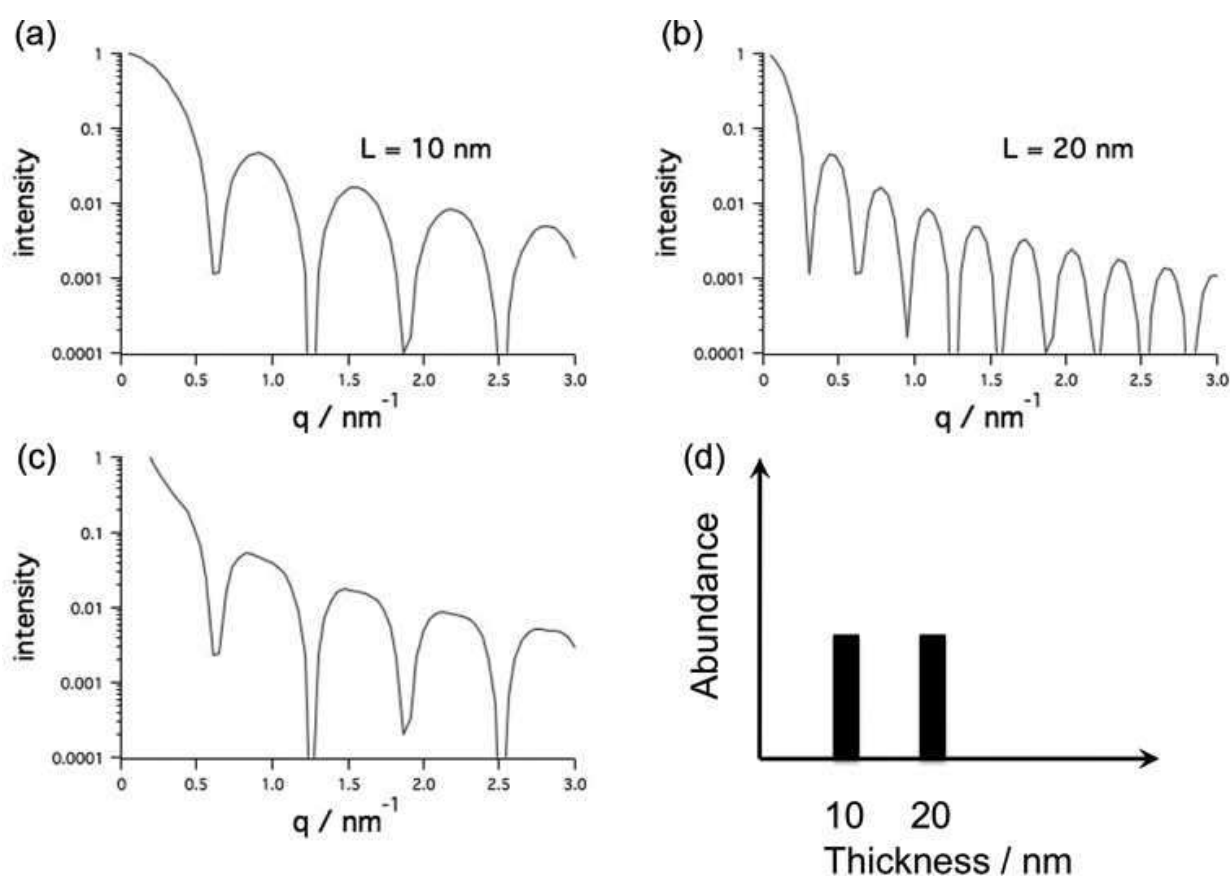 (a)
1
0.1
0.01
0.001
0.0001
intensity
L = 10 nm
0 0.5 1.0 1.5 2.0 2.5 3.0
q / nm⁻¹
(b)
1
0.1
0.01
0.001
0.0001
intensity
L = 20 nm
0 0.5 1.0 1.5 2.0 2.5 3.0
q / nm⁻¹
(c)
1
0.1
0.01
0.001
0.0001
intensity
0 0.5 1.0 1.5 2.0 2.5 3.0
q / nm⁻¹
(d)
Abundance
10 20
Thickness / nm